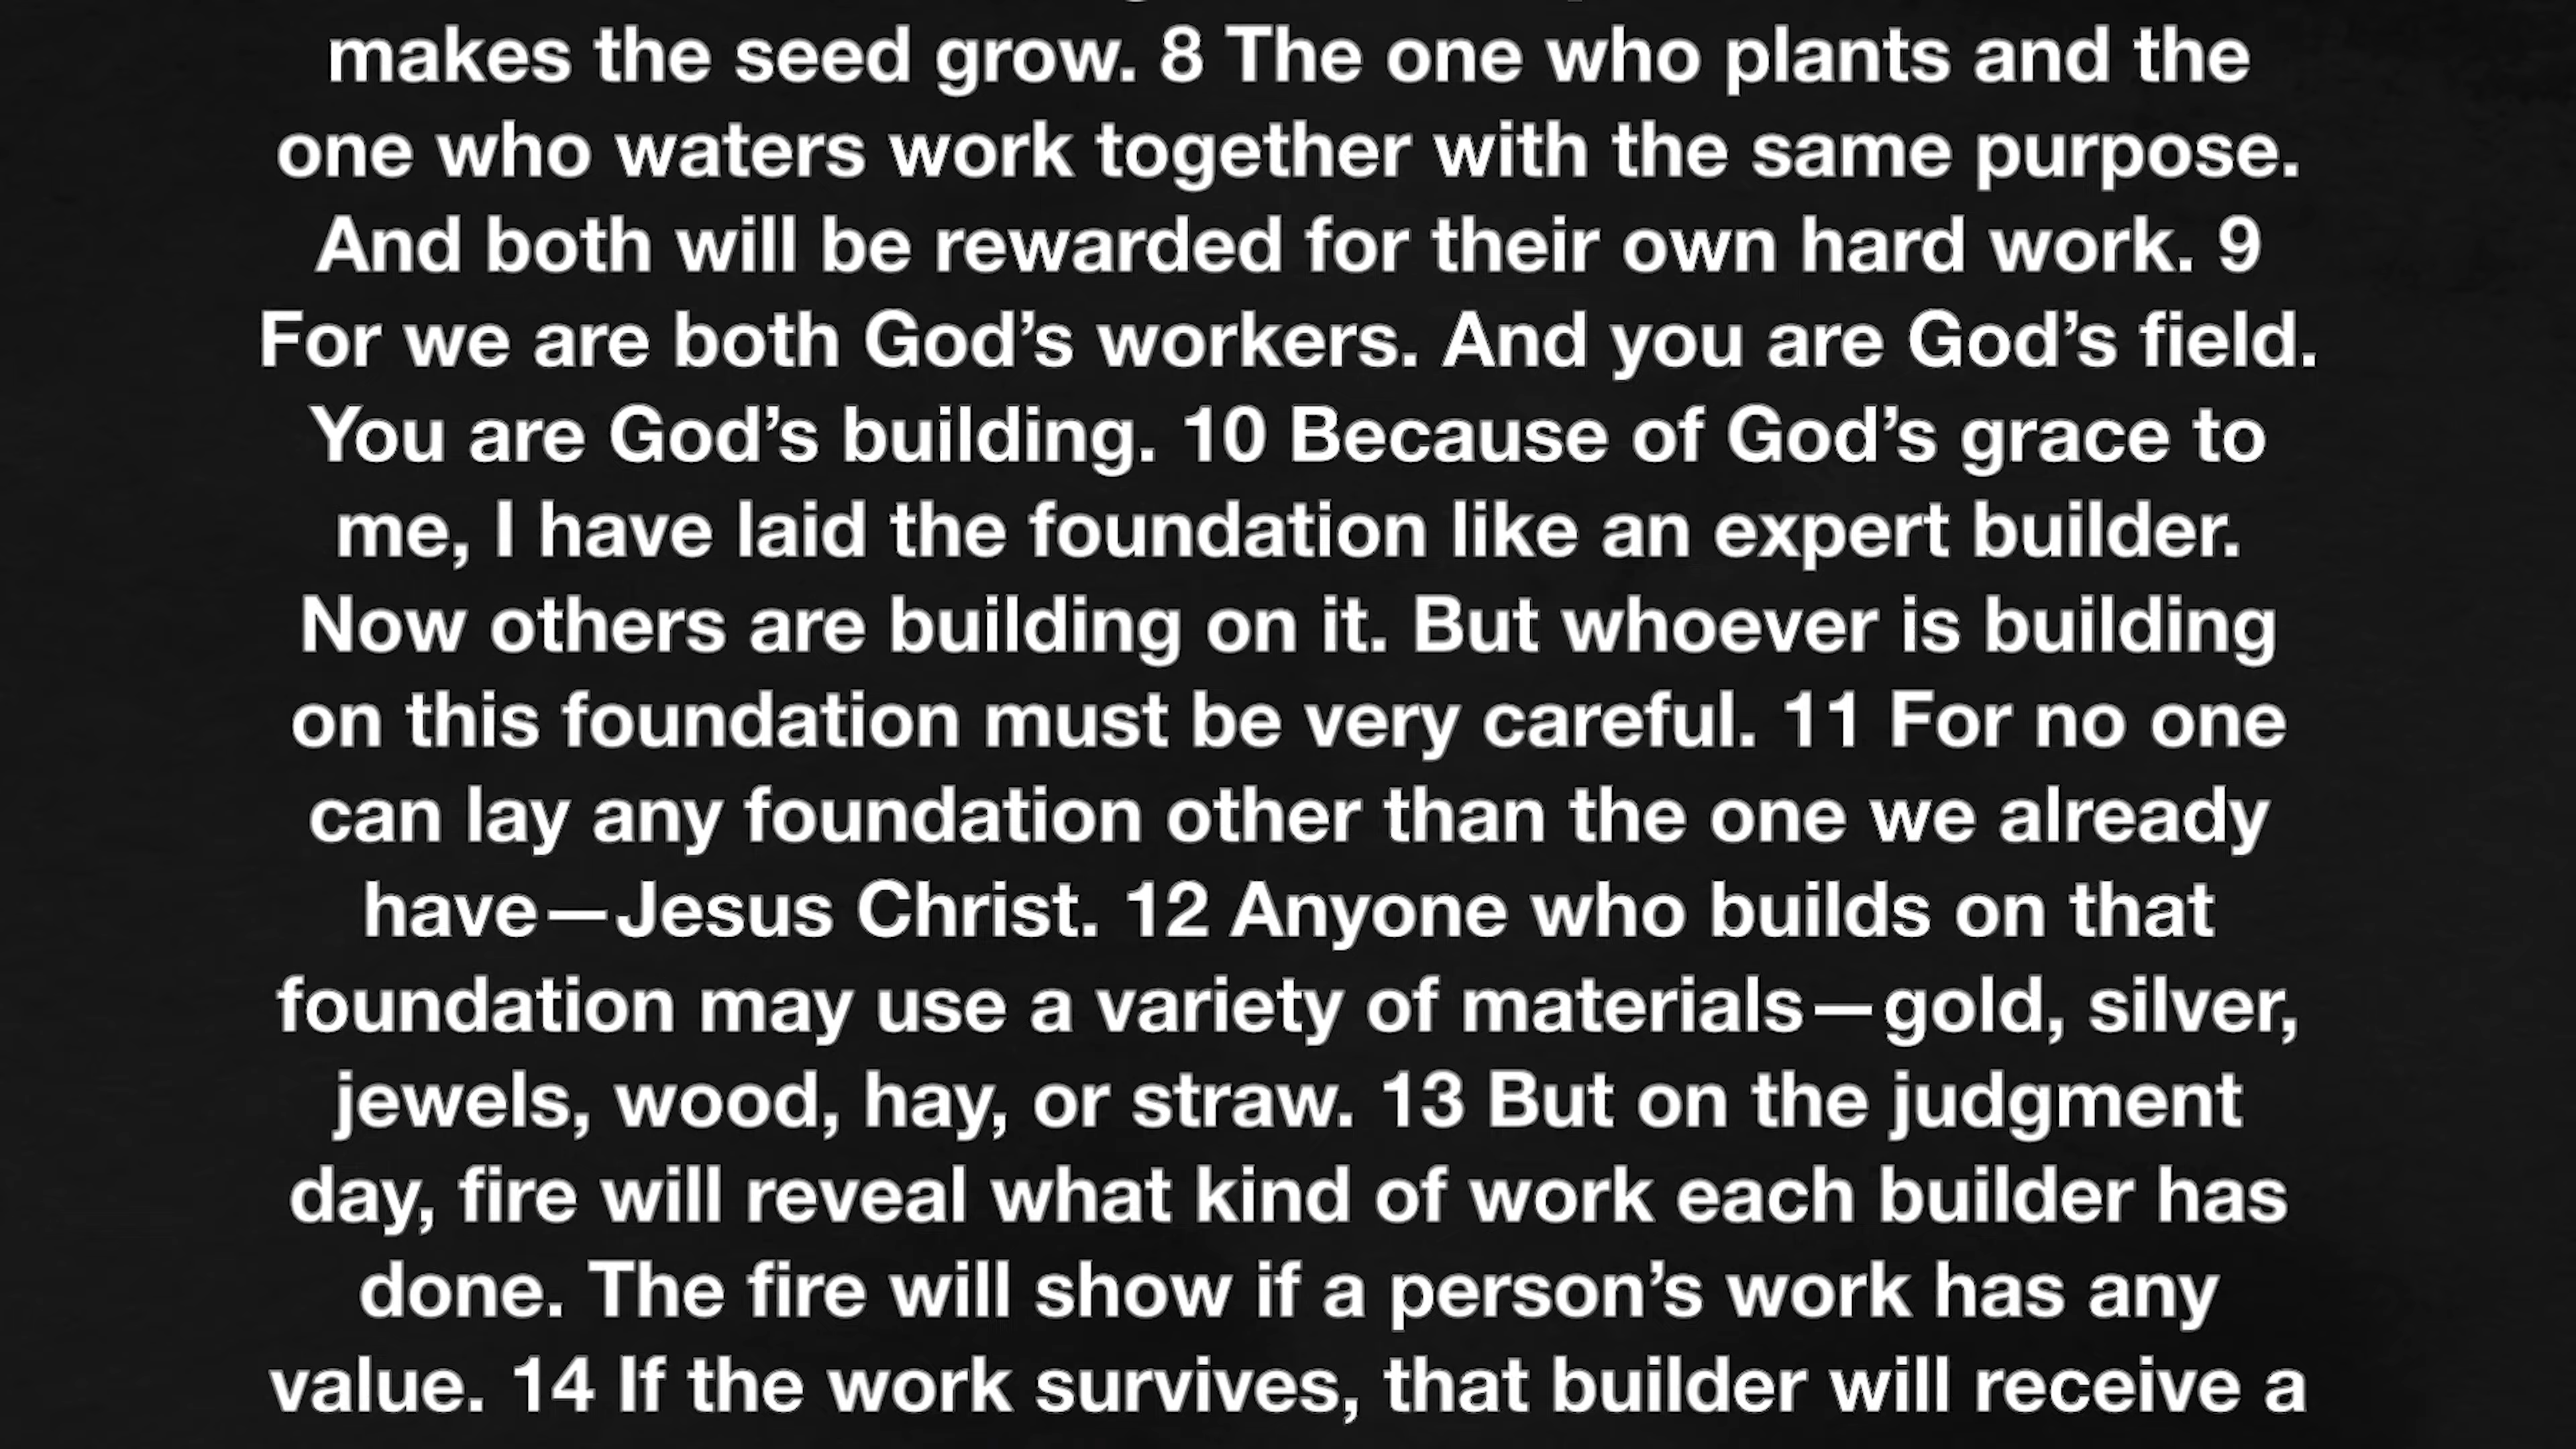 makes the seed grow. 8 The one who plants and the
one who waters work together with the same purpose.
And both will be rewarded for their own hard work. 9
For we are both God’s workers. And you are God’s field.
You are God’s building. 10 Because of God’s grace to
me, I have laid the foundation like an expert builder.
Now others are building on it. But whoever is building
on this foundation must be very careful. 11 For no one
can lay any foundation other than the one we already
have—Jesus Christ. 12 Anyone who builds on that
foundation may use a variety of materials—gold, silver,
jewels, wood, hay, or straw. 13 But on the judgment
day, fire will reveal what kind of work each builder has
done. The fire will show if a person’s work has any
value. 14 If the work survives, that builder will receive a